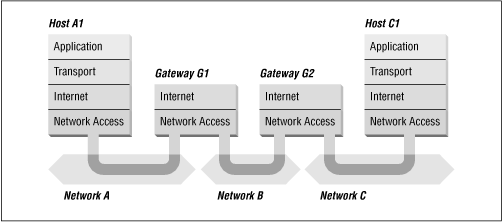 Host A1
Host C1
Application
Application
Transport
Gateway G1
Gateway G2
Transport
Internet
Internet
Internet
Internet
Network Access
Network Access
Network Access
Network Access
Network A
Network B
Network C